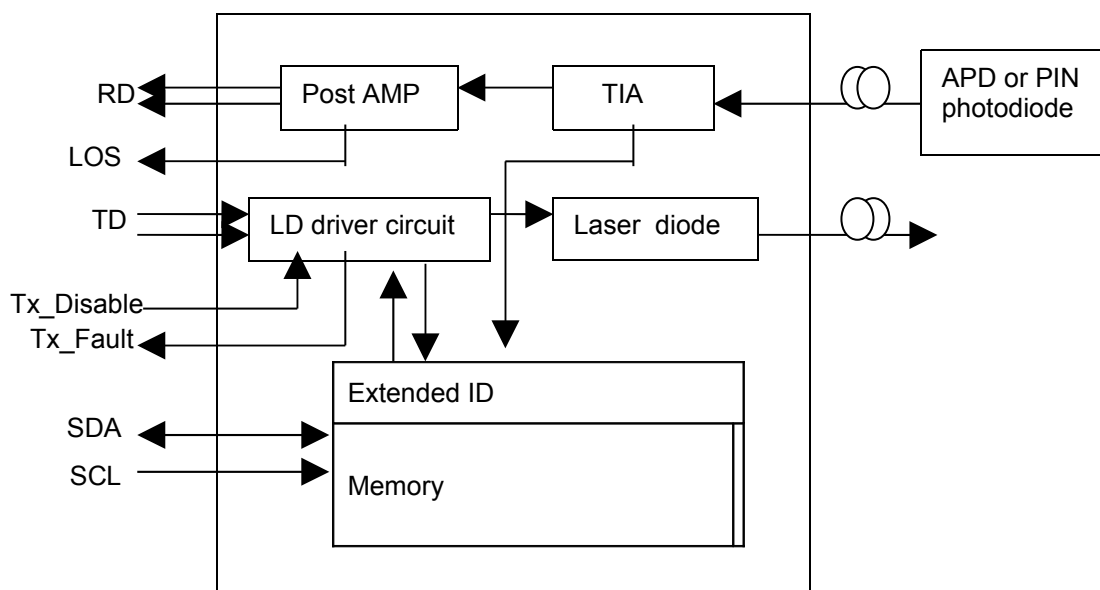 RD
Post AMP
TIA
APD or PIN
photodiode
LOS
TD
LD driver circuit
Laser diode
Tx_Disable
Tx_Fault
Extended ID
SDA
SCL
Memory